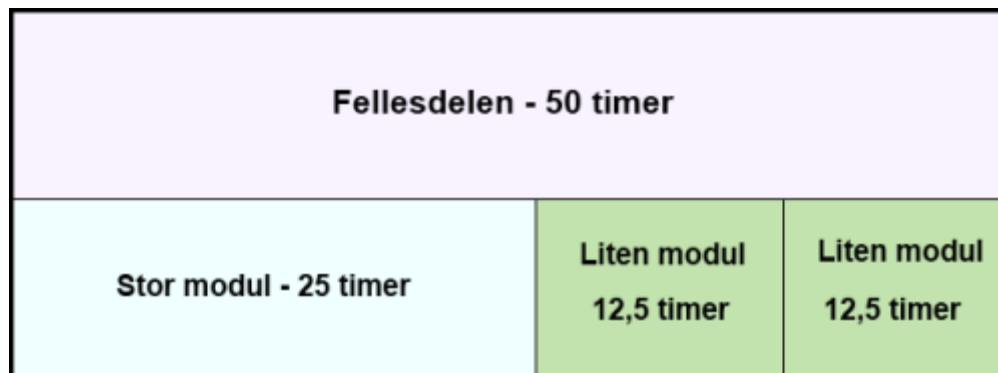 Fellesdelen - 50 timer
Stor modul - 25 timer
Liten modul
12,5 timer
Liten modul
12,5 timer